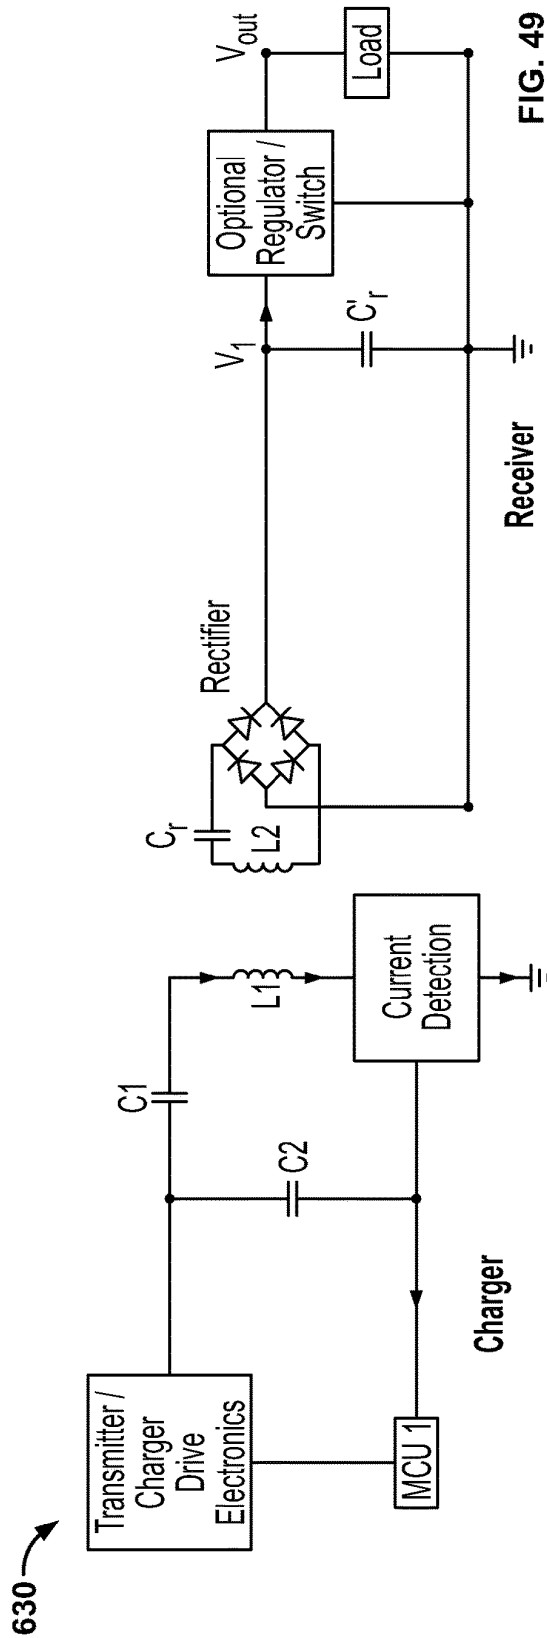 630
Transmitter /
Charger
Drive
Electronics
MCU 1
C1
C2
L1
Current
Detection
Charger
Cr
L2
Rectifier
V1
C'r
Optional
Regulator /
Switch
Vout
Load
Receiver
FIG. 49